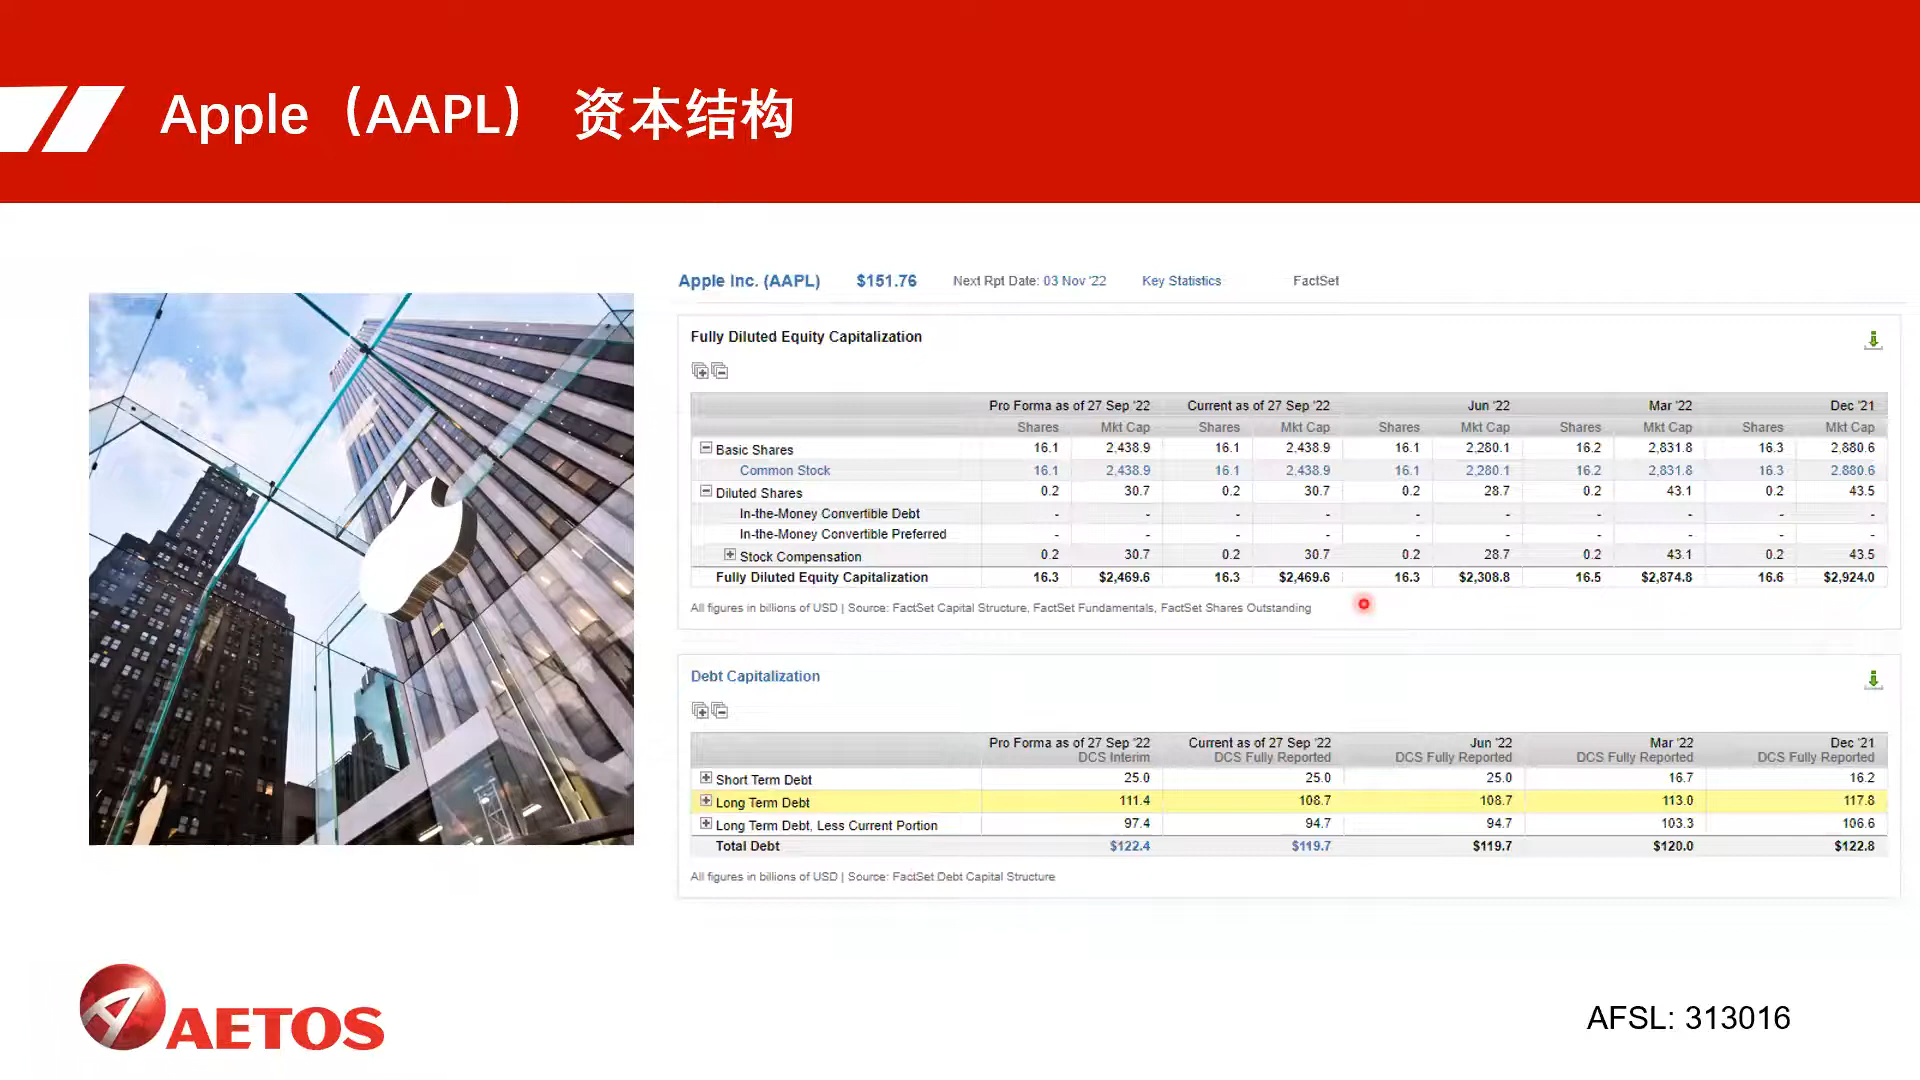 Apple（AAPL） 资本结构
Apple Inc. (AAPL) $151.76 Next Rpt Date: 03 Nov '22 Key Statistics FactSet
Fully Diluted Equity Capitalization
Pro Forma as of 27 Sep '22 Current as of 27 Sep '22 Jun '22 Mar '22 Dec '21
Shares Mkt Cap Shares Mkt Cap Shares Mkt Cap Shares Mkt Cap Shares Mkt Cap
Basic Shares 16.1 2,438.9 16.1 2,438.9 16.1 2,280.1 16.2 2,831.8 16.3 2,880.6
Common Stock 16.1 2,438.9 16.1 2,438.9 16.1 2,280.1 16.2 2,831.8 16.3 2,880.6
Diluted Shares 0.2 30.7 0.2 30.7 0.2 28.7 0.2 43.1 0.2 43.5
In-the-Money Convertible Debt - - - - - - - - - -
In-the-Money Convertible Preferred - - - - - - - - - -
Stock Compensation 0.2 30.7 0.2 30.7 0.2 28.7 0.2 43.1 0.2 43.5
Fully Diluted Equity Capitalization 16.3 $2,469.6 16.3 $2,469.6 16.3 $2,308.8 16.5 $2,874.8 16.6 $2,924.0
All figures in billions of USD | Source: FactSet Capital Structure, FactSet Fundamentals, FactSet Shares Outstanding
Debt Capitalization
Pro Forma as of 27 Sep '22 Current as of 27 Sep '22 Jun '22 Mar '22 Dec '21
DCS Interim DCS Fully Reported DCS Fully Reported DCS Fully Reported DCS Fully Reported
Short Term Debt 25.0 25.0 25.0 16.7 16.2
Long Term Debt 111.4 108.7 108.7 113.0 117.8
Long Term Debt, Less Current Portion 97.4 94.7 94.7 103.3 106.6
Total Debt $122.4 $119.7 $119.7 $120.0 $122.8
All figures in billions of USD | Source: FactSet Debt Capital Structure
AETOS
AFSL: 313016